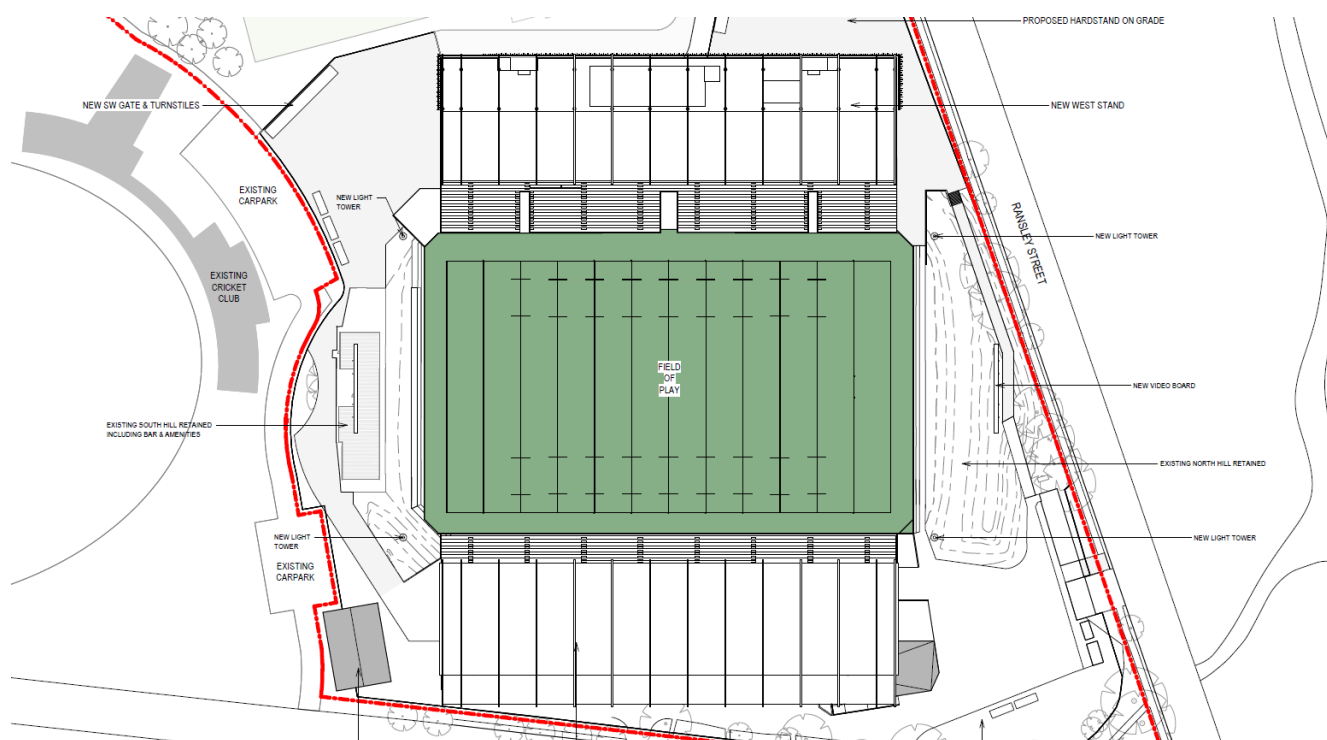 PROPOSED HARDSTAND ON GRADE
NEW SW GATE & TURNSTILES
NEW WEST STAND
EXISTING
CARPARK
NEW LIGHT
TOWER
RANSLEY STREET
NEW LIGHT TOWER
EXISTING
CRICKET
CLUB
FIELD
OF
PLAY
NEW VIDEO BOARD
EXISTING SOUTH HILL RETAINED
INCLUDING BAR & AMENITIES
EXISTING NORTH HILL RETAINED
NEW LIGHT
TOWER
NEW LIGHT TOWER
EXISTING
CARPARK